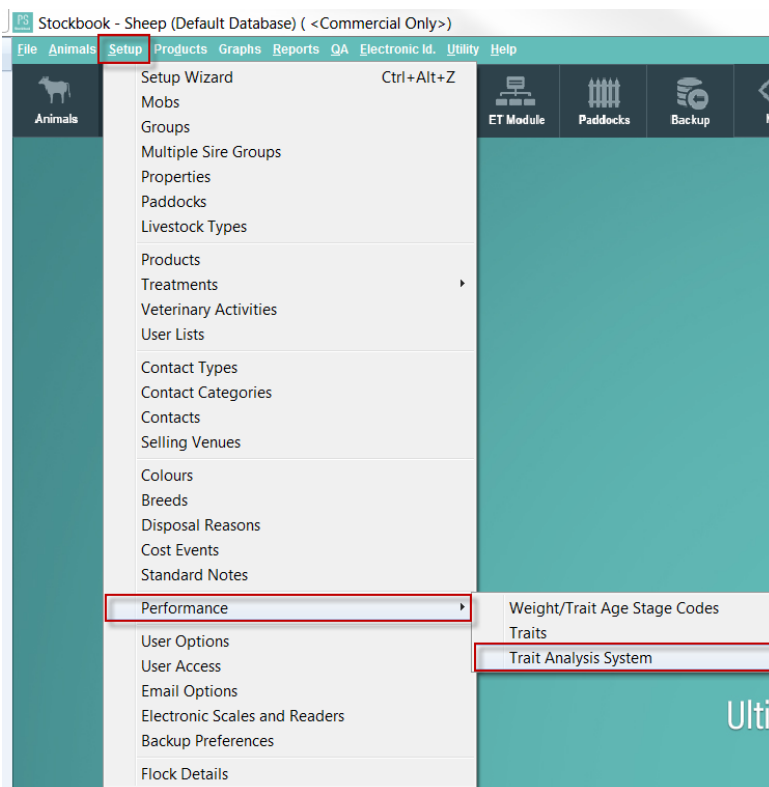 PS Stockbook - Sheep (Default Database) ( <Commercial Only>)
File Animals Setup Products Graphs Reports QA Electronic Id. Utility Help
Animals ET Module Paddocks Backup
Setup Wizard Ctrl+Alt+Z
Mobs
Groups
Multiple Sire Groups
Properties
Paddocks
Livestock Types
Products
Treatments
Veterinary Activities
User Lists
Contact Types
Contact Categories
Contacts
Selling Venues
Colours
Breeds
Disposal Reasons
Cost Events
Standard Notes
Performance
Weight/Trait Age Stage Codes
Traits
Trait Analysis System
User Options
User Access
Email Options
Electronic Scales and Readers
Backup Preferences
Flock Details
Ulti